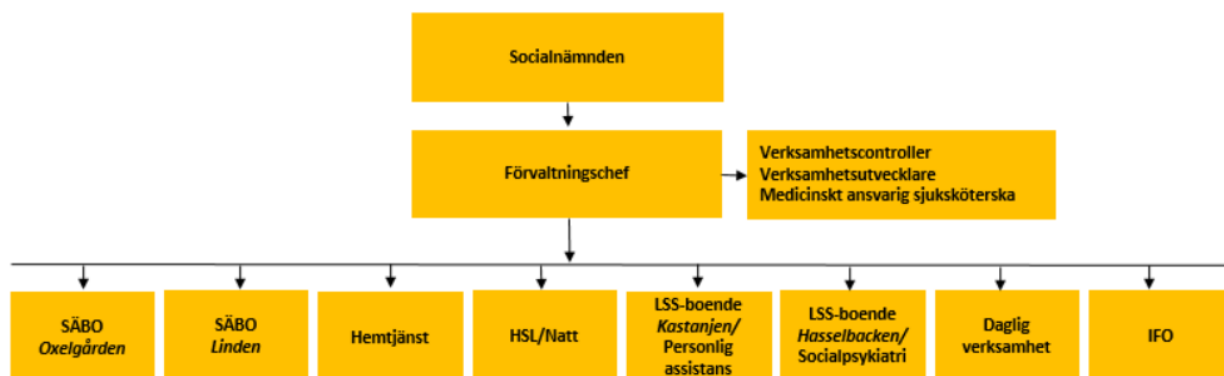 Socialnämnden
Förvaltningschef
Verksamhetscontroller
Verksamhetsutvecklare
Medicinskt ansvarig sjuksköterska
SÄBO
Oxelgården
SÄBO
Linden
Hemtjänst
HSL/Natt
LSS-boende
Kastanjen/
Personlig
assistans
LSS-boende
Hasselbacken/
Socialpsykiatri
Daglig
verksamhet
IFO